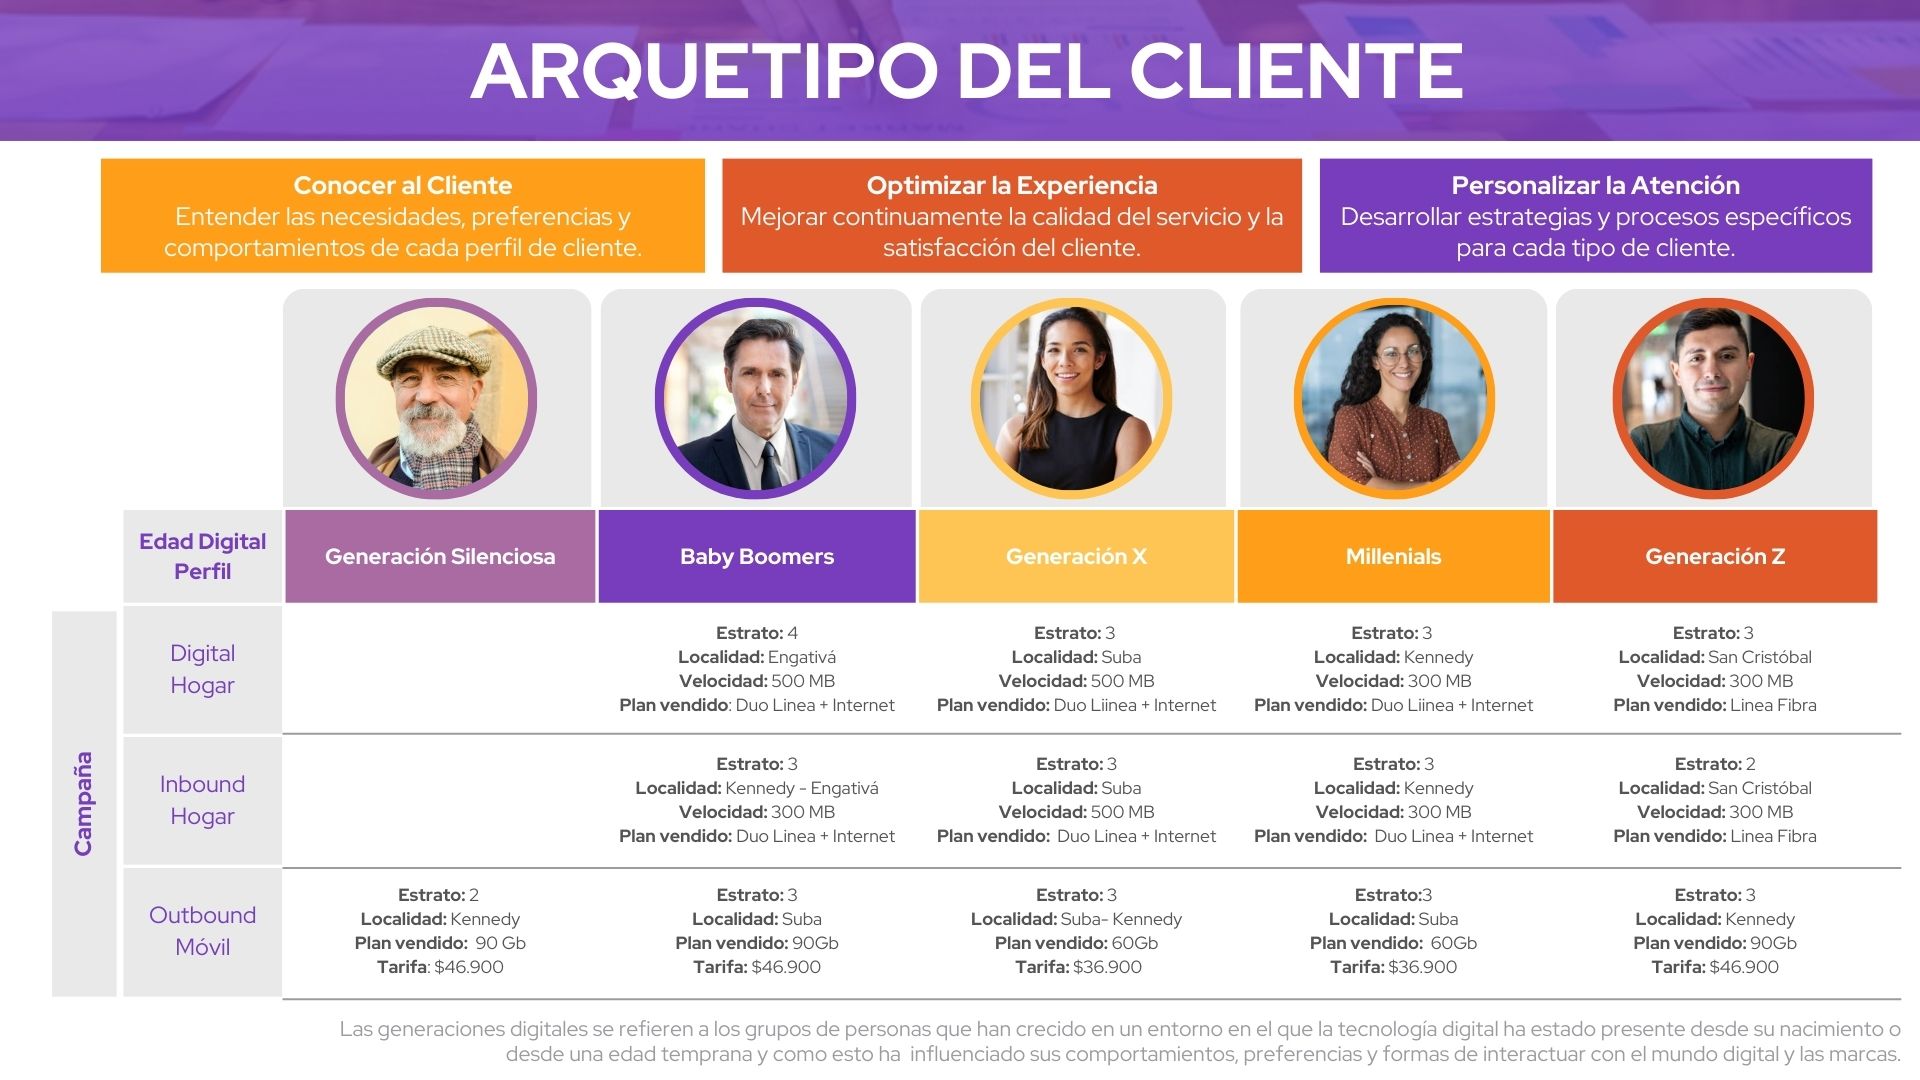 ARQUETIPO DEL CLIENTE
Conocer al Cliente
Entender las necesidades, preferencias y
comportamientos de cada perfil de cliente.
Optimizar la Experiencia
Mejorar continuamente la calidad del servicio y la
satisfacción del cliente.
Personalizar la Atención
Desarrollar estrategias y procesos específicos
para cada tipo de cliente.
Edad Digital
Perfil
Generación Silenciosa
Baby Boomers
Generación X
Millenials
Generación Z
Campaña
Digital
Hogar
Estrato: 4
Localidad: Engativá
Velocidad: 500 MB
Plan vendido: Duo Linea + Internet
Estrato: 3
Localidad: Suba
Velocidad: 500 MB
Plan vendido: Duo Liinea + Internet
Estrato: 3
Localidad: Kennedy
Velocidad: 300 MB
Plan vendido: Duo Liinea + Internet
Estrato: 3
Localidad: San Cristóbal
Velocidad: 300 MB
Plan vendido: Linea Fibra
Inbound
Hogar
Estrato: 3
Localidad: Kennedy - Engativá
Velocidad: 300 MB
Plan vendido: Duo Linea + Internet
Estrato: 3
Localidad: Suba
Velocidad: 500 MB
Plan vendido: Duo Linea + Internet
Estrato: 3
Localidad: Kennedy
Velocidad: 300 MB
Plan vendido: Duo Linea + Internet
Estrato: 2
Localidad: San Cristóbal
Velocidad: 300 MB
Plan vendido: Linea Fibra
Outbound
Móvil
Estrato: 2
Localidad: Kennedy
Plan vendido: 90 Gb
Tarifa: $46.900
Estrato: 3
Localidad: Suba
Plan vendido: 90Gb
Tarifa: $46.900
Estrato: 3
Localidad: Suba- Kennedy
Plan vendido: 60Gb
Tarifa: $36.900
Estrato:3
Localidad: Suba
Plan vendido: 60Gb
Tarifa: $36.900
Estrato: 3
Localidad: Kennedy
Plan vendido: 90Gb
Tarifa: $46.900
Las generaciones digitales se refieren a los grupos de personas que han crecido en un entorno en el que la tecnología digital ha estado presente desde su nacimiento o
desde una edad temprana y como esto ha influenciado sus comportamientos, preferencias y formas de interactuar con el mundo digital y las marcas.